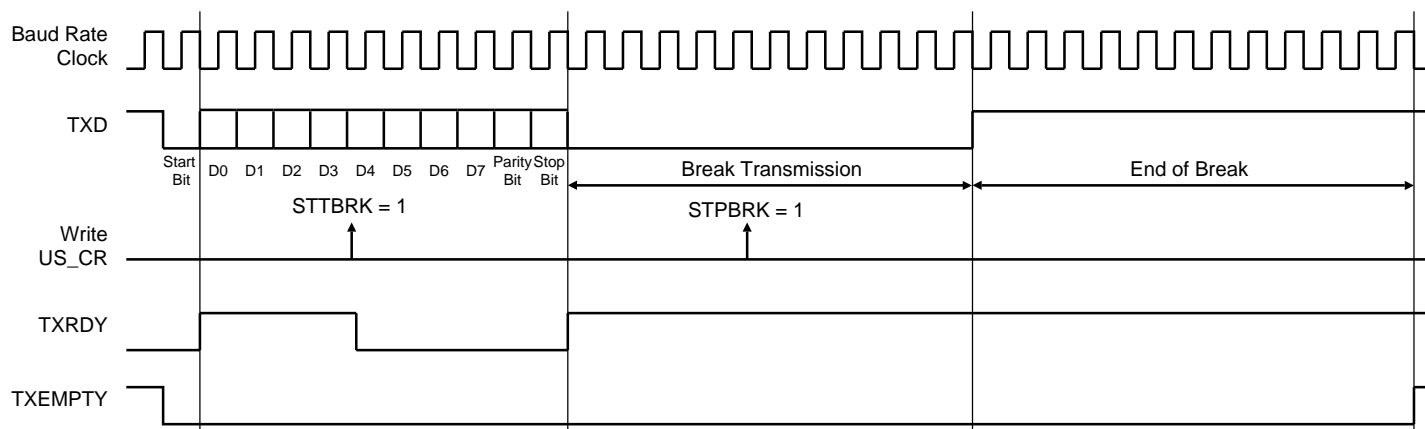 Baud Rate
Clock
TXD
Start
Bit
D0 D1 D2 D3 D4 D5 D6 D7
Parity
Bit
Stop
Bit
Break Transmission
End of Break
STTBRK = 1
STPBRK = 1
Write
US_CR
TXRDY
TXEMPTY